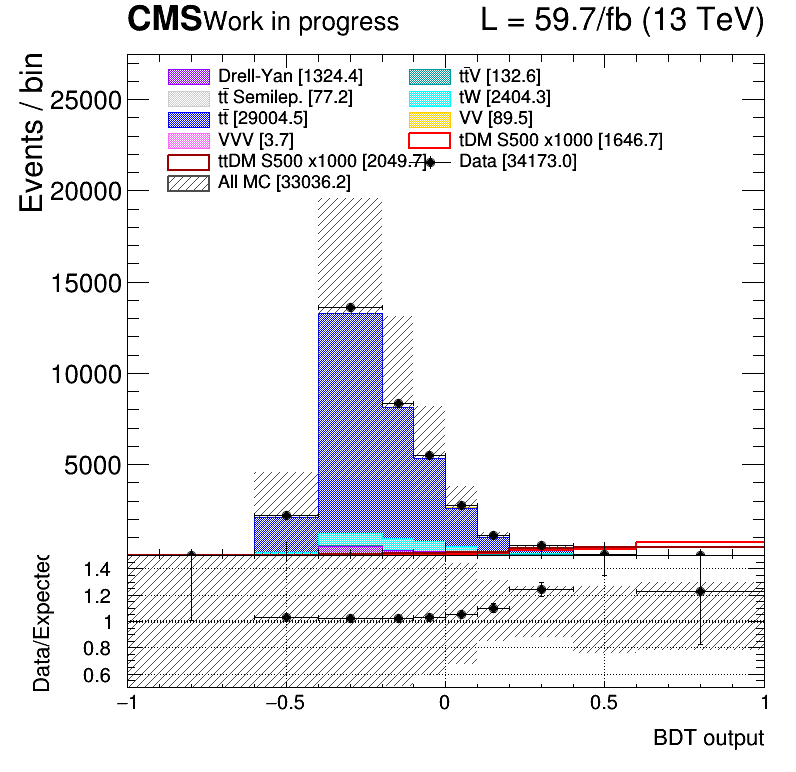 CMS Work in progress L = 59.7/fb (13 TeV)
Events / bin
Drell-Yan [1324.4] tt̄V [132.6]
tt̄ Semilep. [77.2] tW [2404.3]
tt̄ [29004.5] VV [89.5]
VVV [3.7] tDM S500 x1000 [1646.7]
ttDM S500 x1000 [2049.7] Data [34173.0]
All MC [33036.2]
25000
20000
15000
10000
5000
Data/Expected
1.4
1.2
1
0.8
0.6
−1 −0.5 0 0.5 1
BDT output